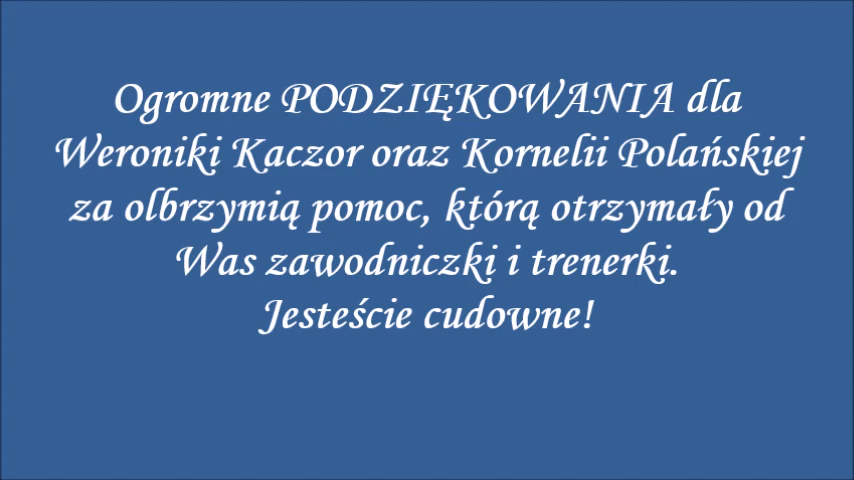 Ogromne PODZIĘKOWANIA dla
Weroniki Kaczor oraz Kornelii Polańskiej
za olbrzymią pomoc, którą otrzymały od
Was zawodniczki i trenerki.
Jesteście cudowne!